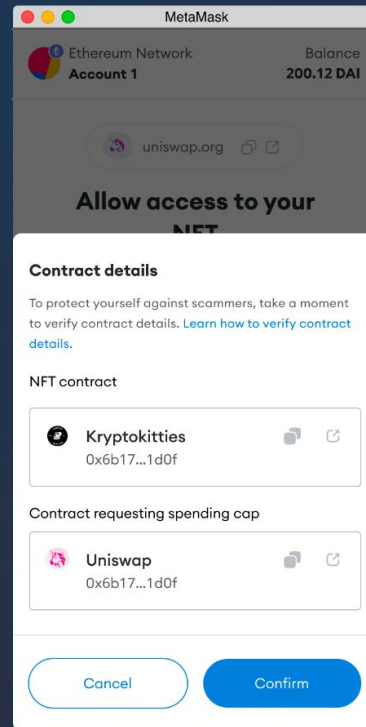 MetaMask
Ethereum Network
Balance
Account 1
200.12 DAI
uniswap.org
Allow access to your
NFT
Contract details
To protect yourself against scammers, take a moment
to verify contract details. Learn how to verify contract
details.
NFT contract
Kryptokitties
0x6b17...1d0f
Contract requesting spending cap
Uniswap
0x6b17...1d0f
Cancel
Confirm